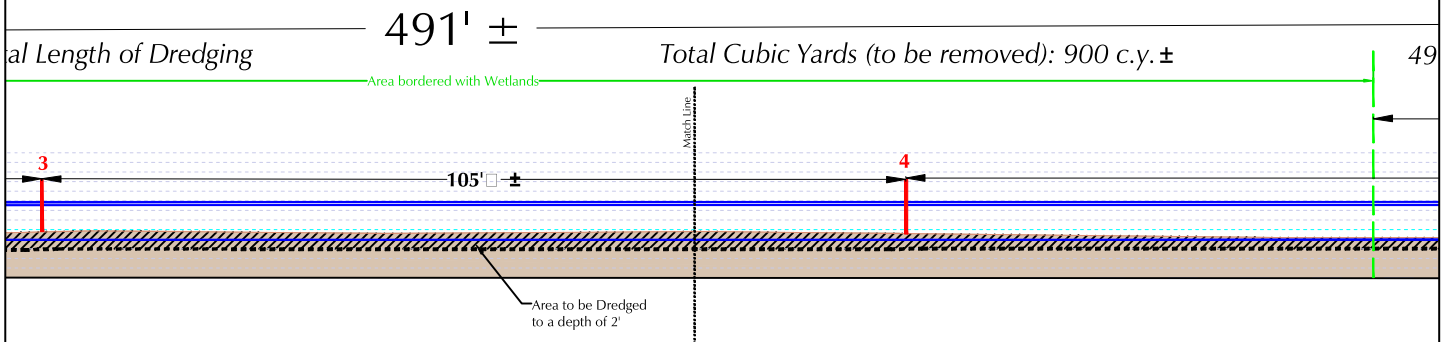 491' ±
al Length of Dredging
Total Cubic Yards (to be removed): 900 c.y. ±
49
Area bordered with Wetlands
Match Line
3
4
105'□ ±
Area to be Dredged
to a depth of 2'